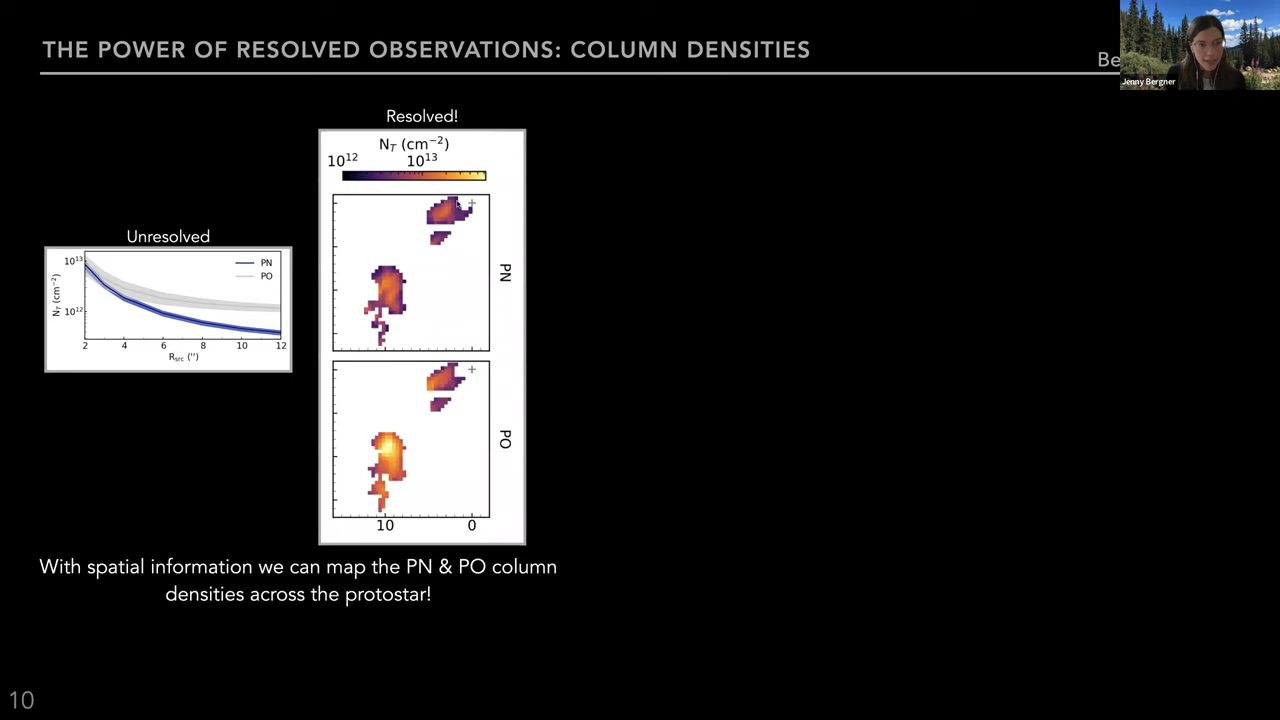 THE POWER OF RESOLVED OBSERVATIONS: COLUMN DENSITIES
Be
Jenny Bergner
Resolved!
N_T (cm⁻²)
10¹² 10¹³
PN
PO
10 0
Unresolved
N_T (cm⁻²)
10¹³
10¹²
PN
PO
2 4 6 8 10 12
R_src ('')
With spatial information we can map the PN & PO column
densities across the protostar!
10